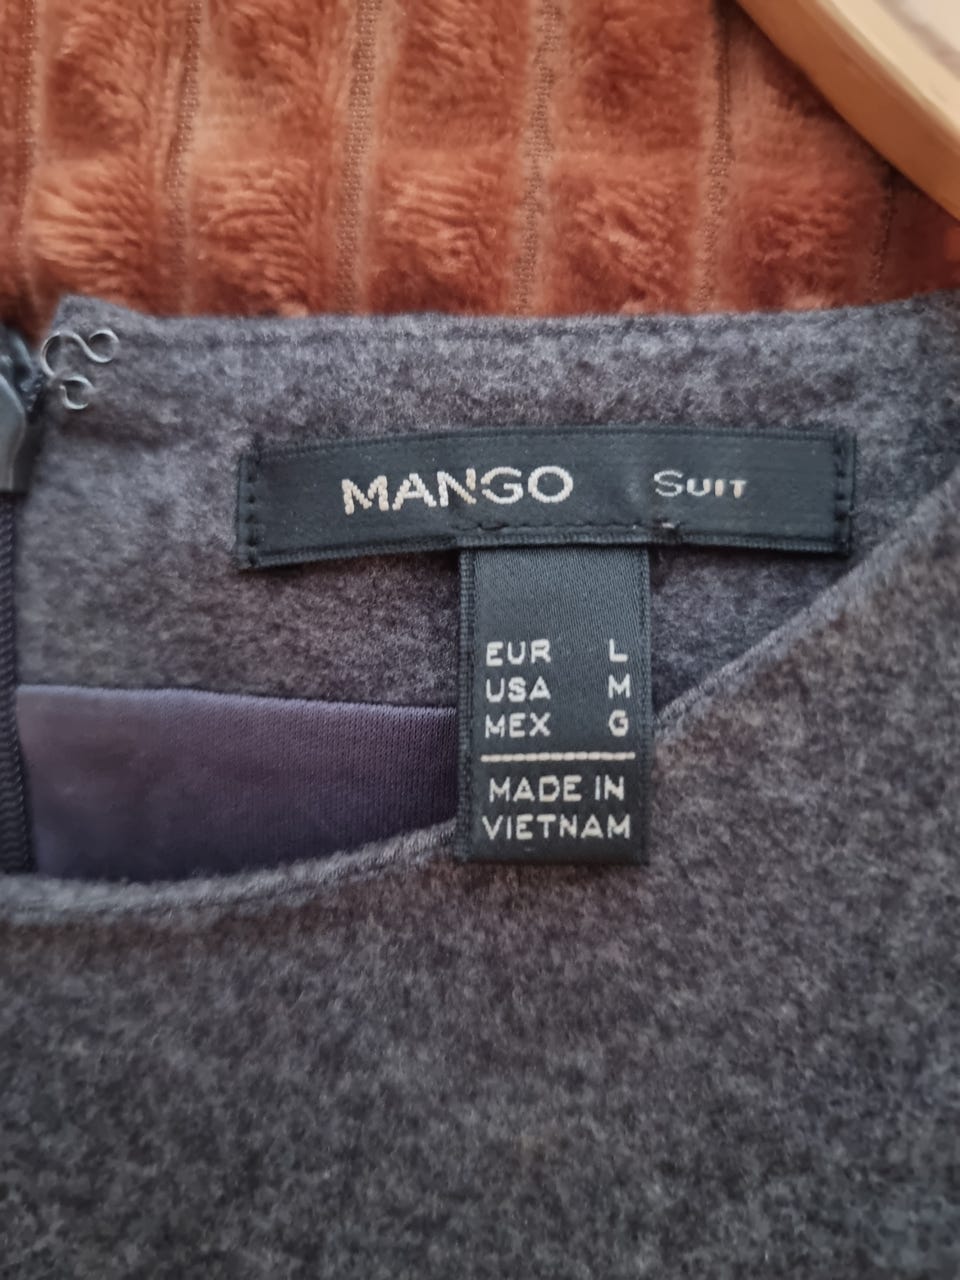 MANGO SUIT
EUR L
USA M
MEX G
MADE IN
VIETNAM